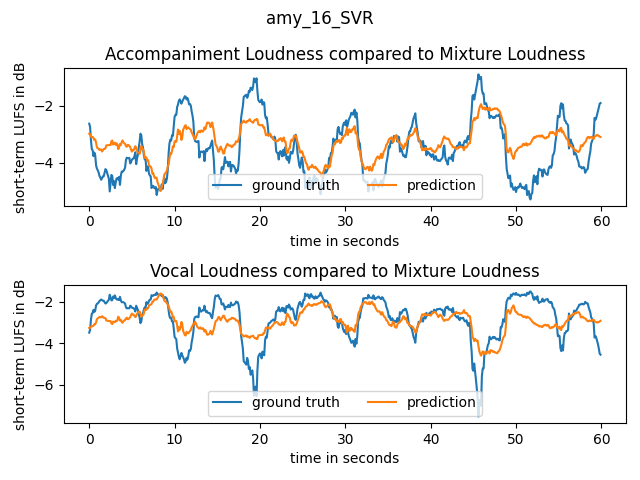 amy_16_SVR
Accompaniment Loudness compared to Mixture Loudness
short-term LUFS in dB
−2
−4
ground truth
prediction
0 10 20 30 40 50 60
time in seconds
Vocal Loudness compared to Mixture Loudness
short-term LUFS in dB
−2
−4
−6
ground truth
prediction
0 10 20 30 40 50 60
time in seconds